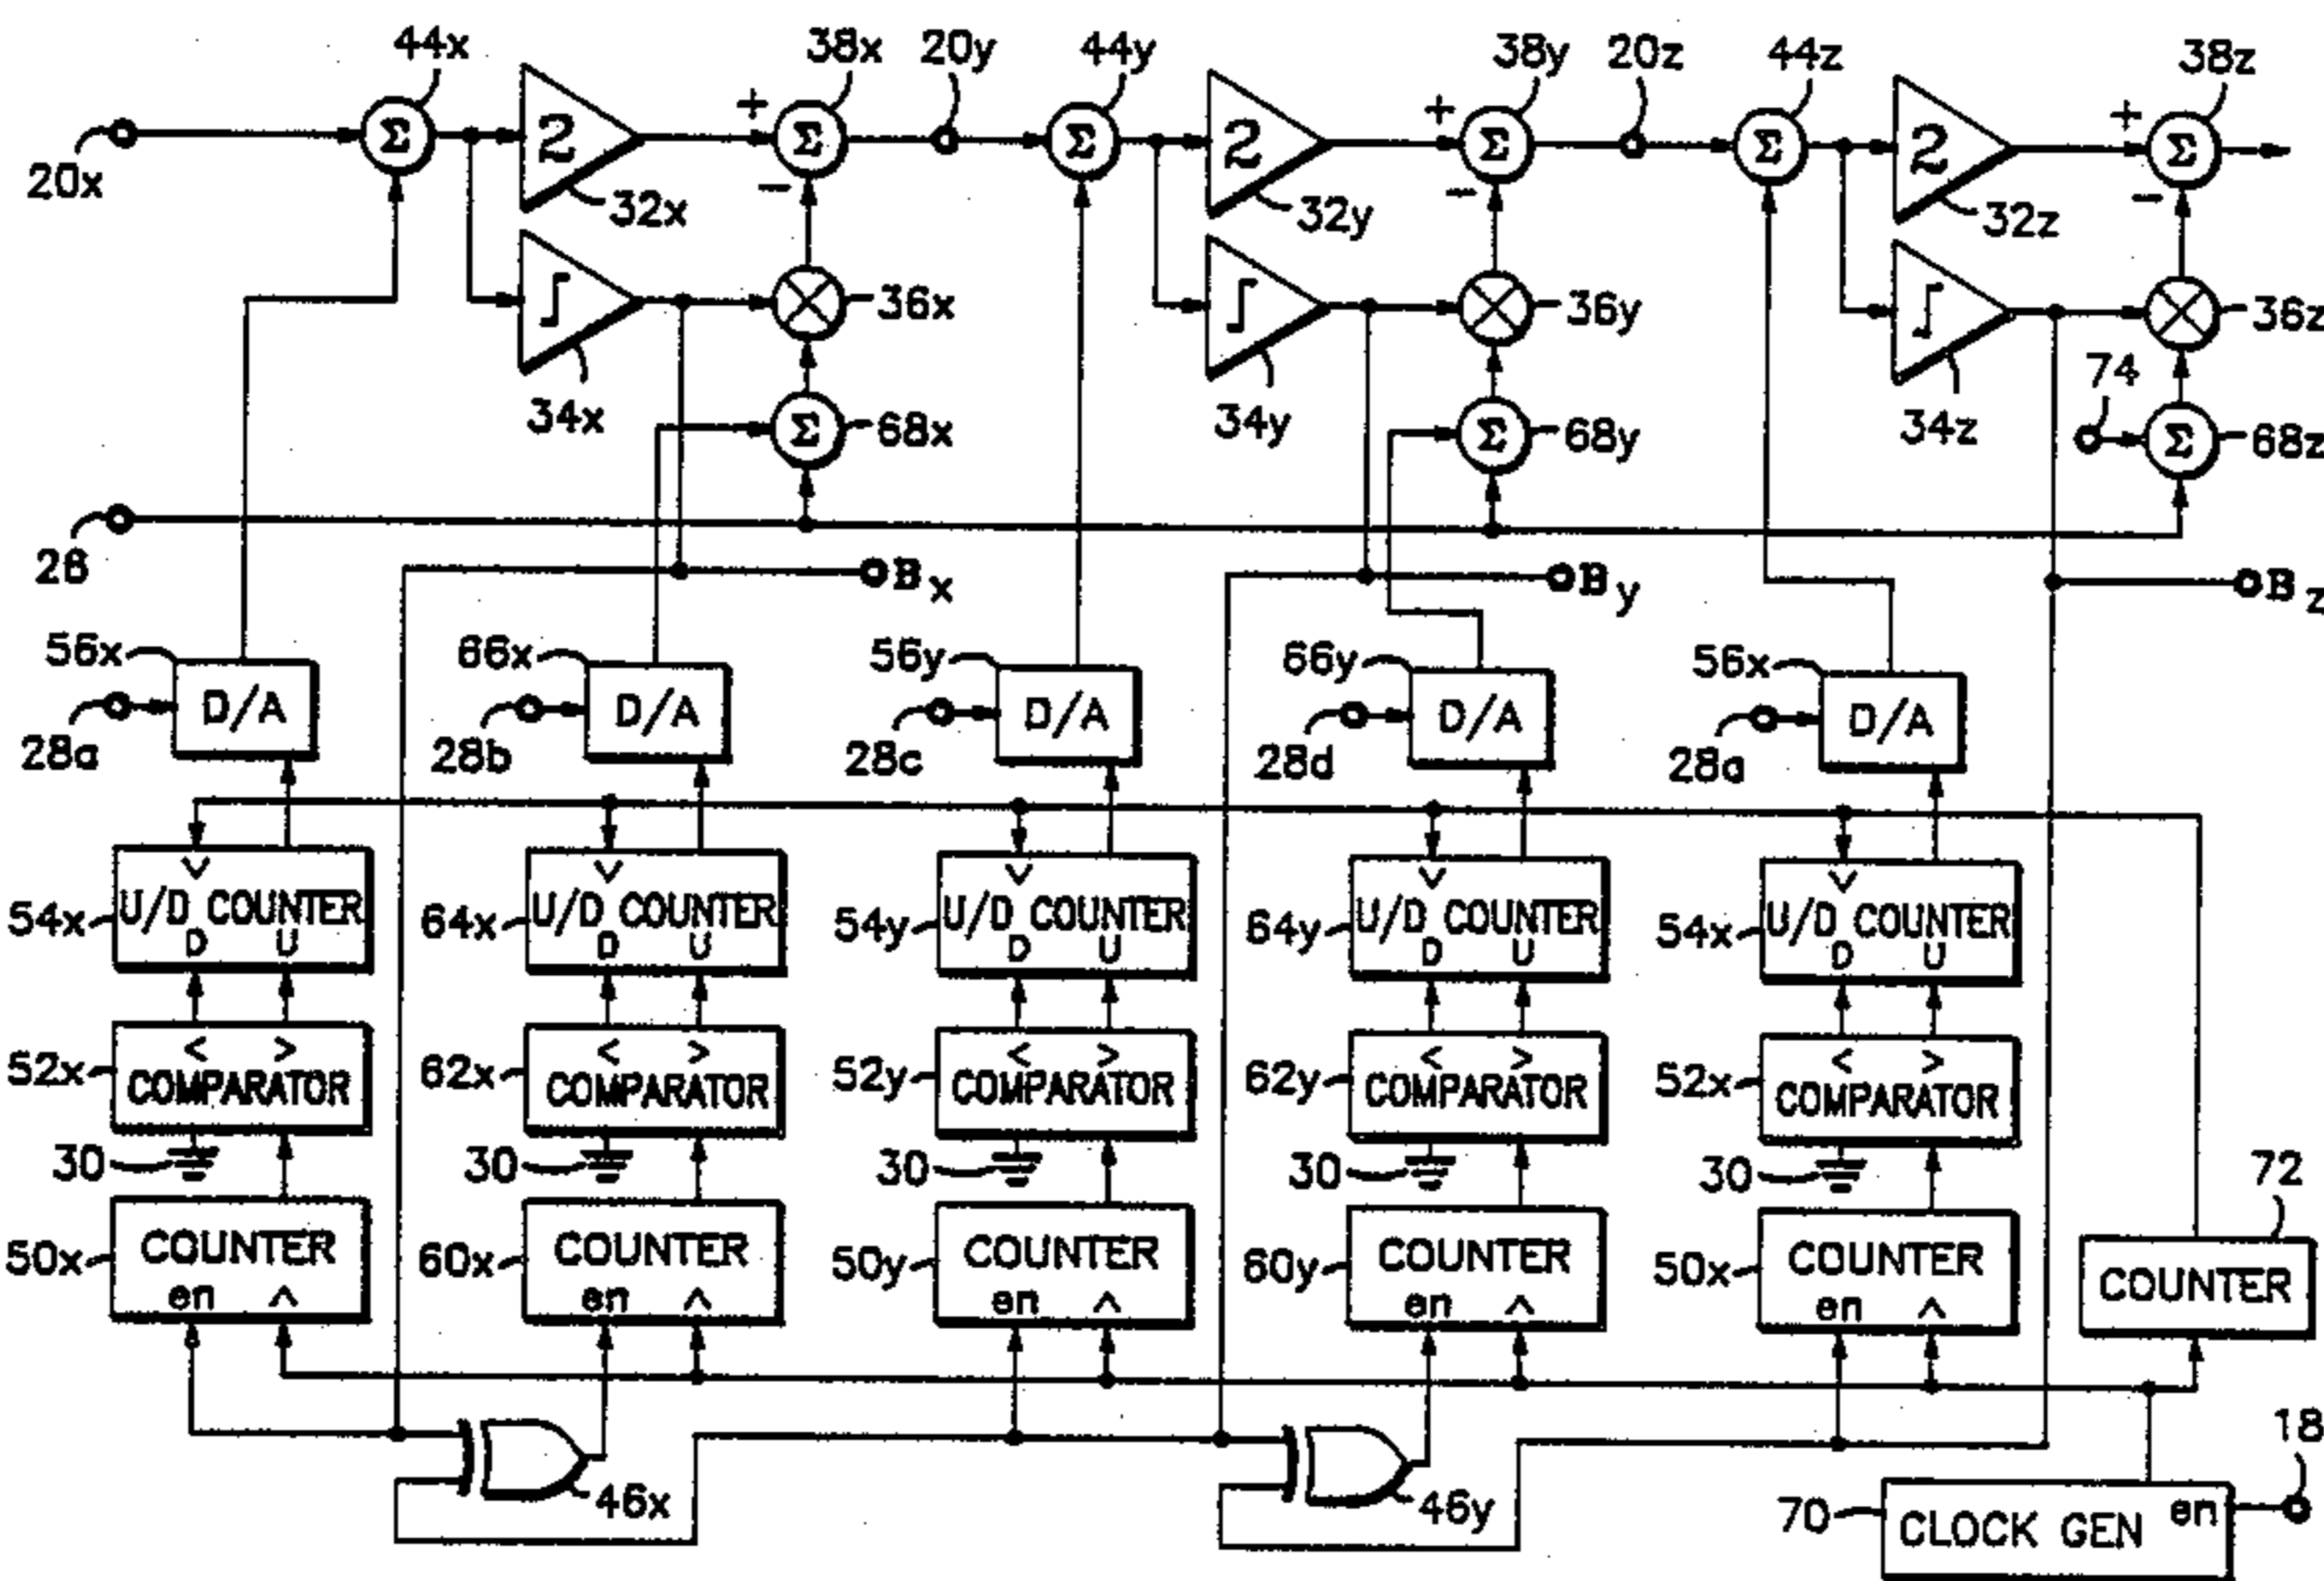 44x 38x 20y 44y 38y 20z 44z 38z
+ + +
Σ 2 Σ Σ 2 Σ Σ 2 Σ
20x − 32x − 32y − 32z
36x 36y 36z
74
34x Σ 68x 34y Σ 68y 34z Σ 68z
28 Bx By Bz
56x 66x 56y 66y 56x
D/A D/A D/A D/A D/A
28a 28b 28c 28d 28a
54x U/D COUNTER 64x U/D COUNTER 54y U/D COUNTER 64y U/D COUNTER 54x U/D COUNTER
D U D U D U D U D U
< > < > < > < > < >
52x COMPARATOR 62x COMPARATOR 52y COMPARATOR 62y COMPARATOR 52x COMPARATOR
30 30 30 30 30 72
50x COUNTER 60x COUNTER 50y COUNTER 60y COUNTER 50x COUNTER COUNTER
en en en en en
18
46x 46y
70 CLOCK GEN en